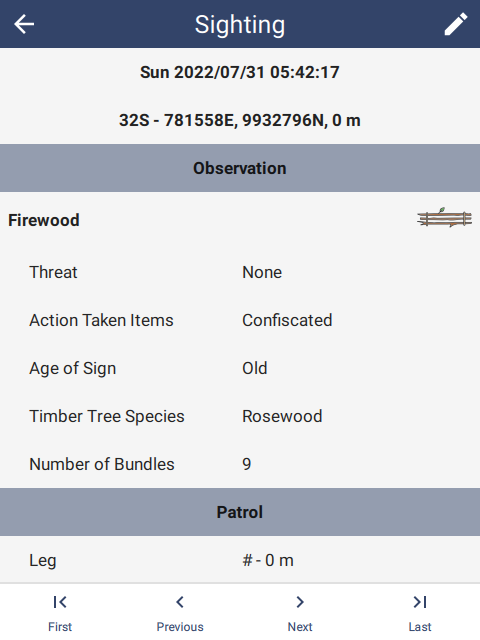 Sighting
Sun 2022/07/31 05:42:17
32S - 781558E, 9932796N, 0 m
Observation
Firewood
Threat None
Action Taken Items Confiscated
Age of Sign Old
Timber Tree Species Rosewood
Number of Bundles 9
Patrol
Leg # - 0 m
First Previous Next Last